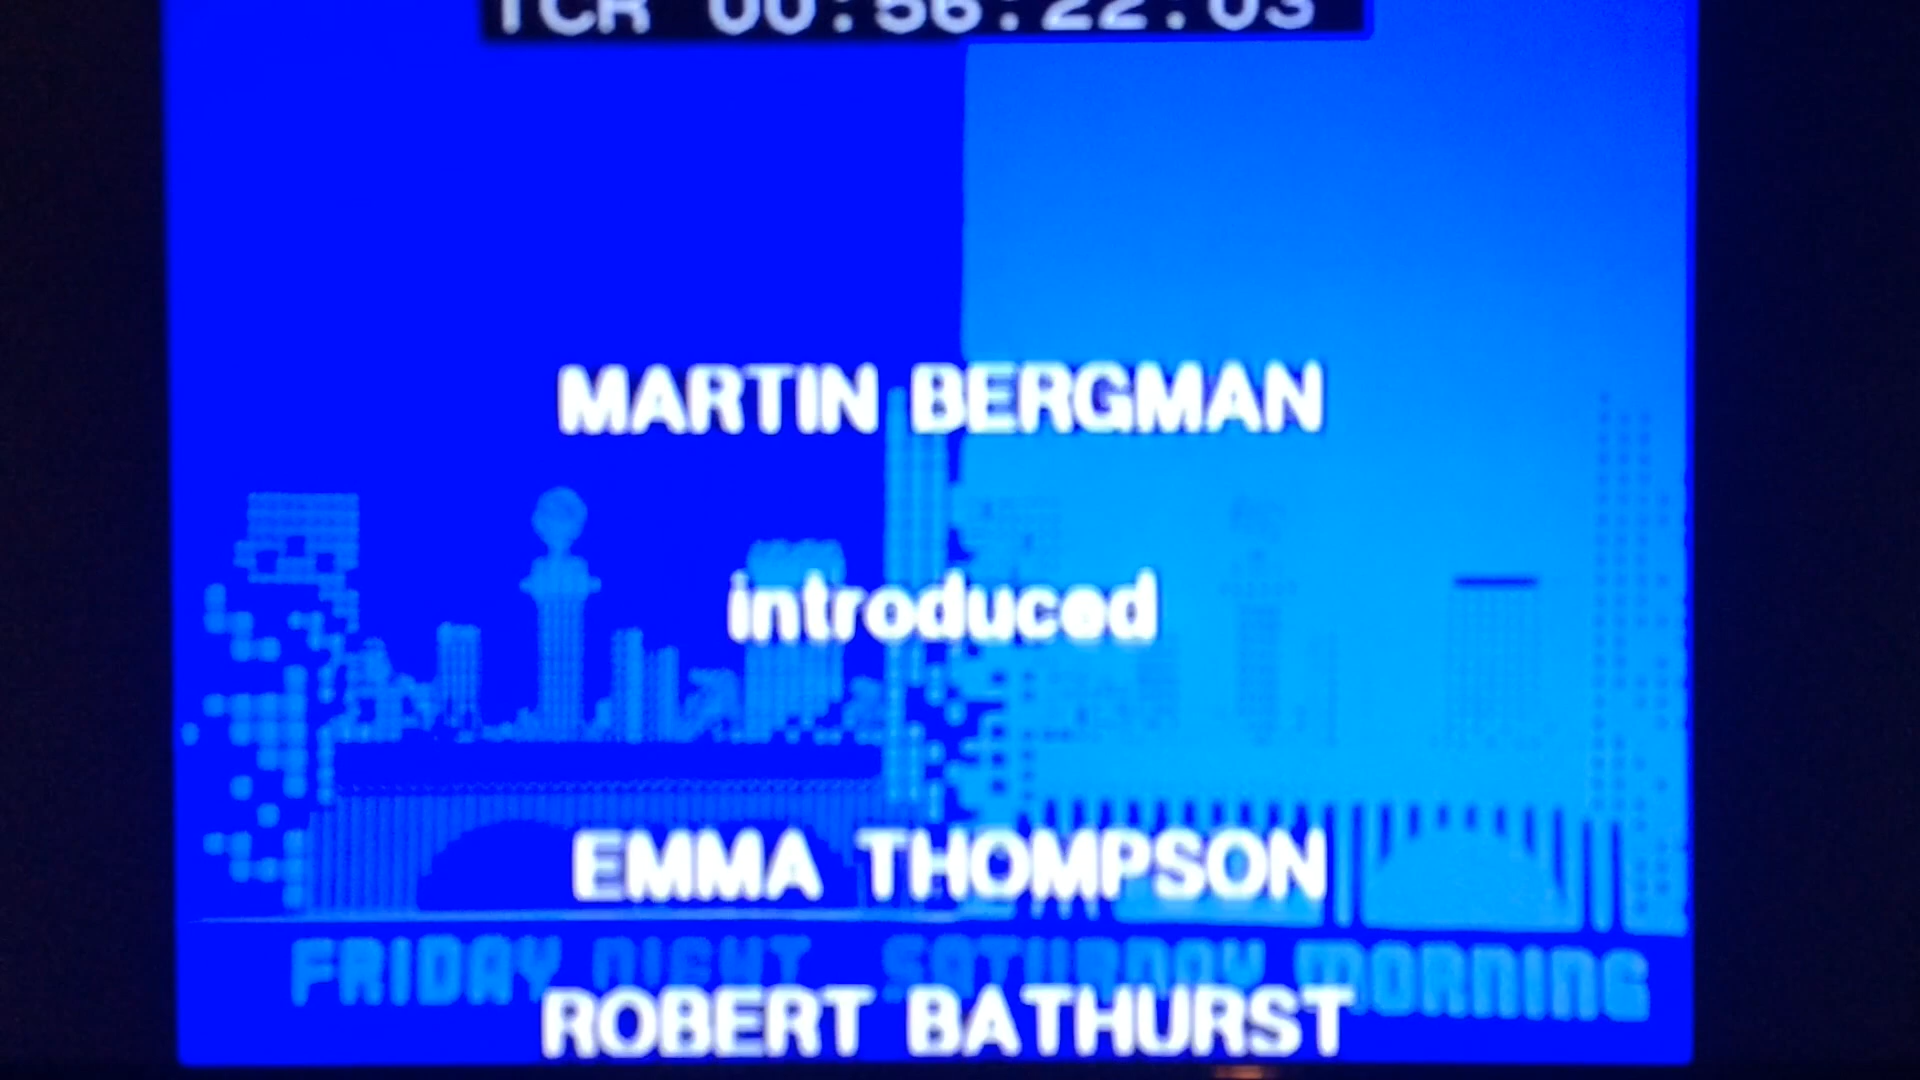 TCR 00:56:22:03
MARTIN BERGMAN
introduced
EMMA THOMPSON
FRIDAY NIGHT SATURDAY MORNING
ROBERT BATHURST